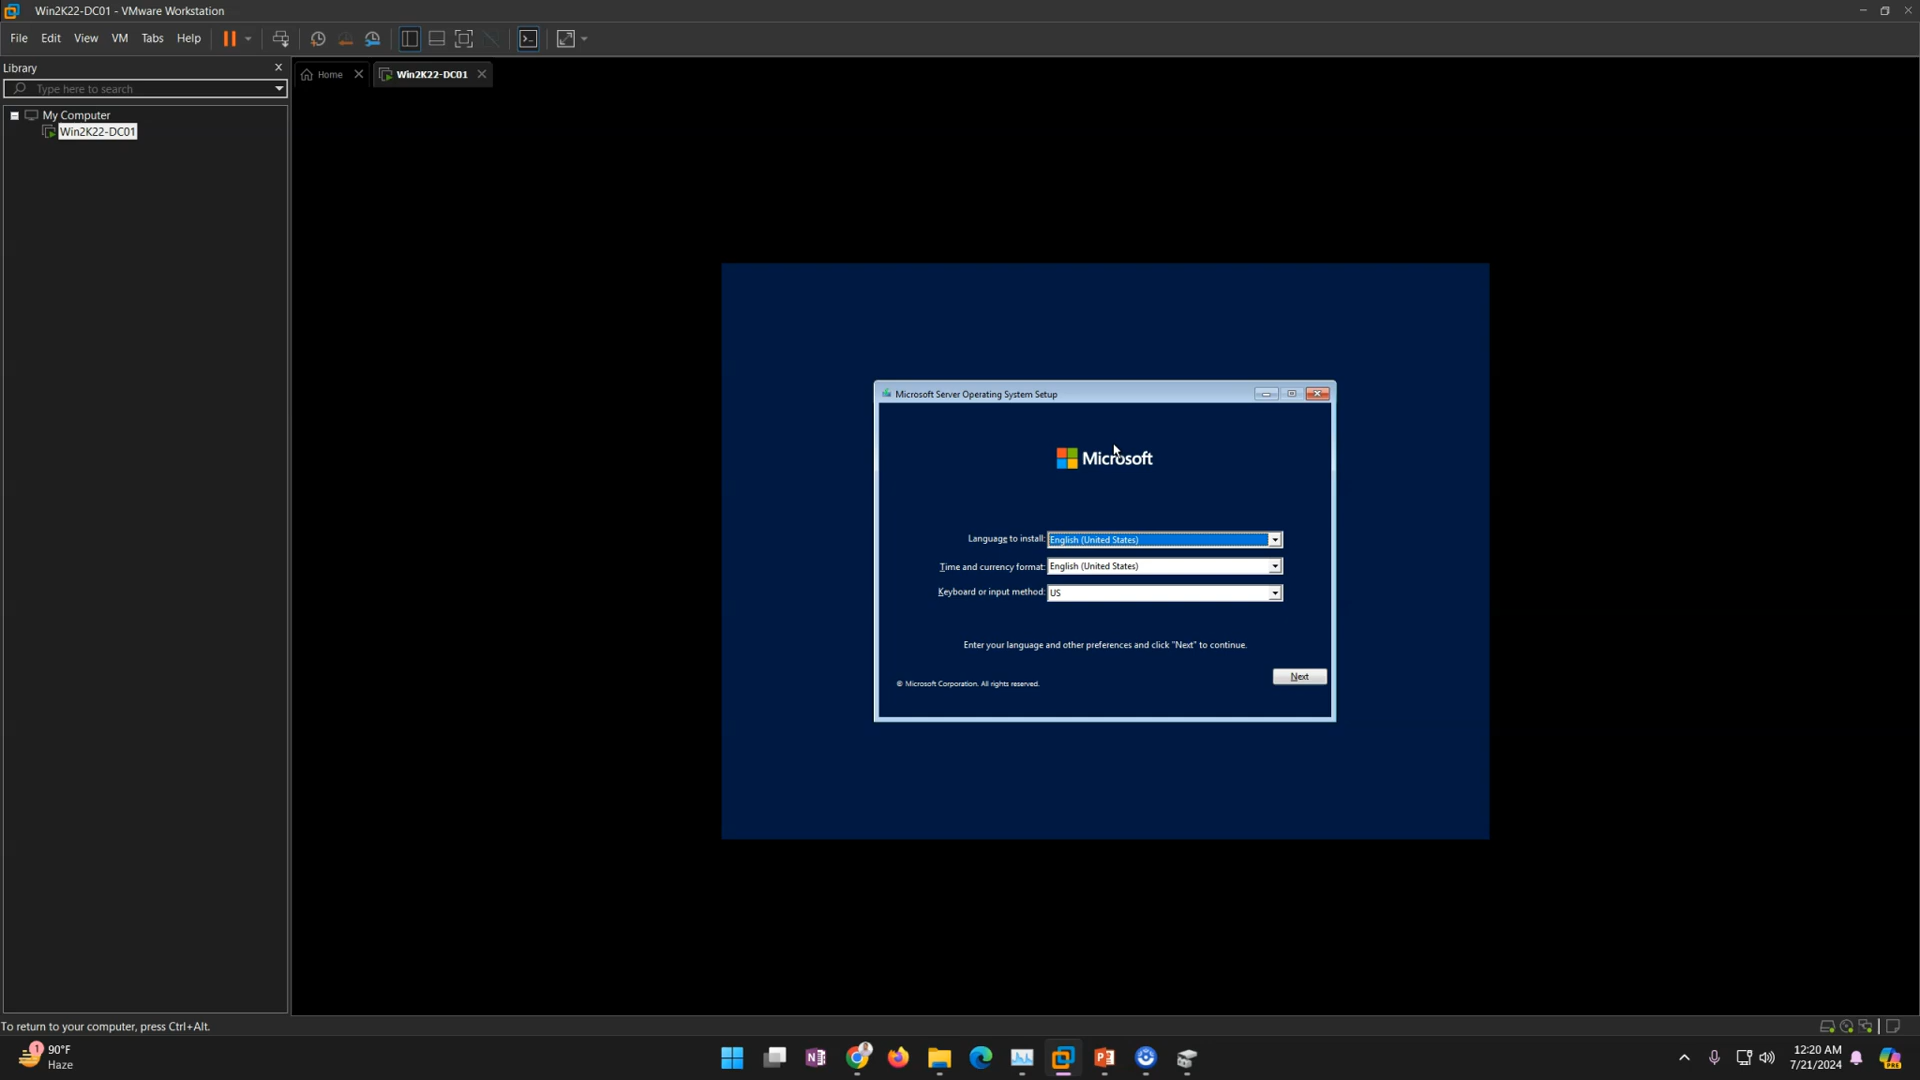 Win2K22-DC01 - VMware Workstation
File Edit View VM Tabs Help
Library
Type here to search
My Computer
Win2K22-DC01
Home
Win2K22-DC01
Microsoft Server Operating System Setup
Microsoft
Language to install: English (United States)
Time and currency format: English (United States)
Keyboard or input method: US
Enter your language and other preferences and click "Next" to continue.
Next
© Microsoft Corporation. All rights reserved.
To return to your computer, press Ctrl+Alt.
1
90°F
Haze
N
P
PRE
12:20 AM
7/21/2024